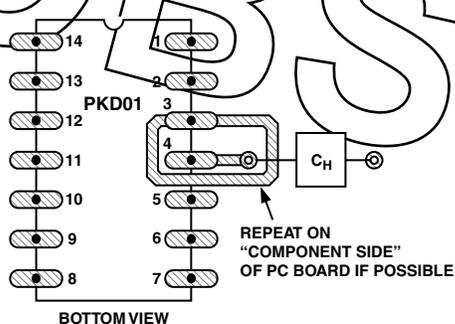 14
1
13
2
PKD01
3
12
4
11
C_H
10
5
9
6
8
7
REPEAT ON
“COMPONENT SIDE”
OF PC BOARD IF POSSIBLE
BOTTOM VIEW